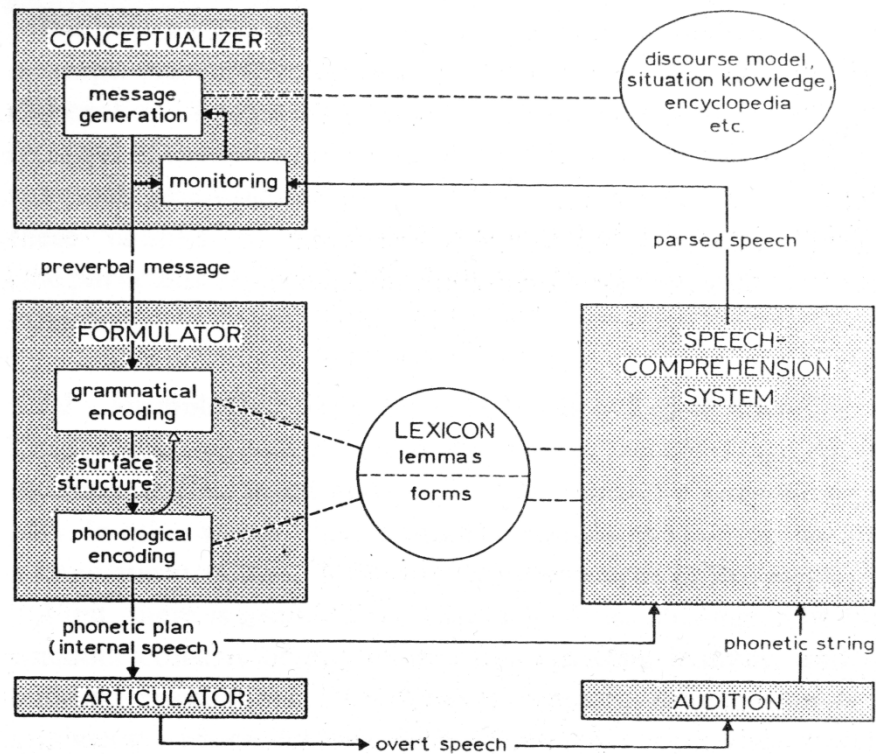 CONCEPTUALIZER
message
generation
monitoring
discourse model,
situation knowledge,
encyclopedia
etc.
parsed speech
preverbal message
FORMULATOR
grammatical
encoding
surface
structure
phonological
encoding
LEXICON
lemmas
forms
SPEECH-
COMPREHENSION
SYSTEM
phonetic plan
(internal speech)
phonetic string
ARTICULATOR
AUDITION
overt speech